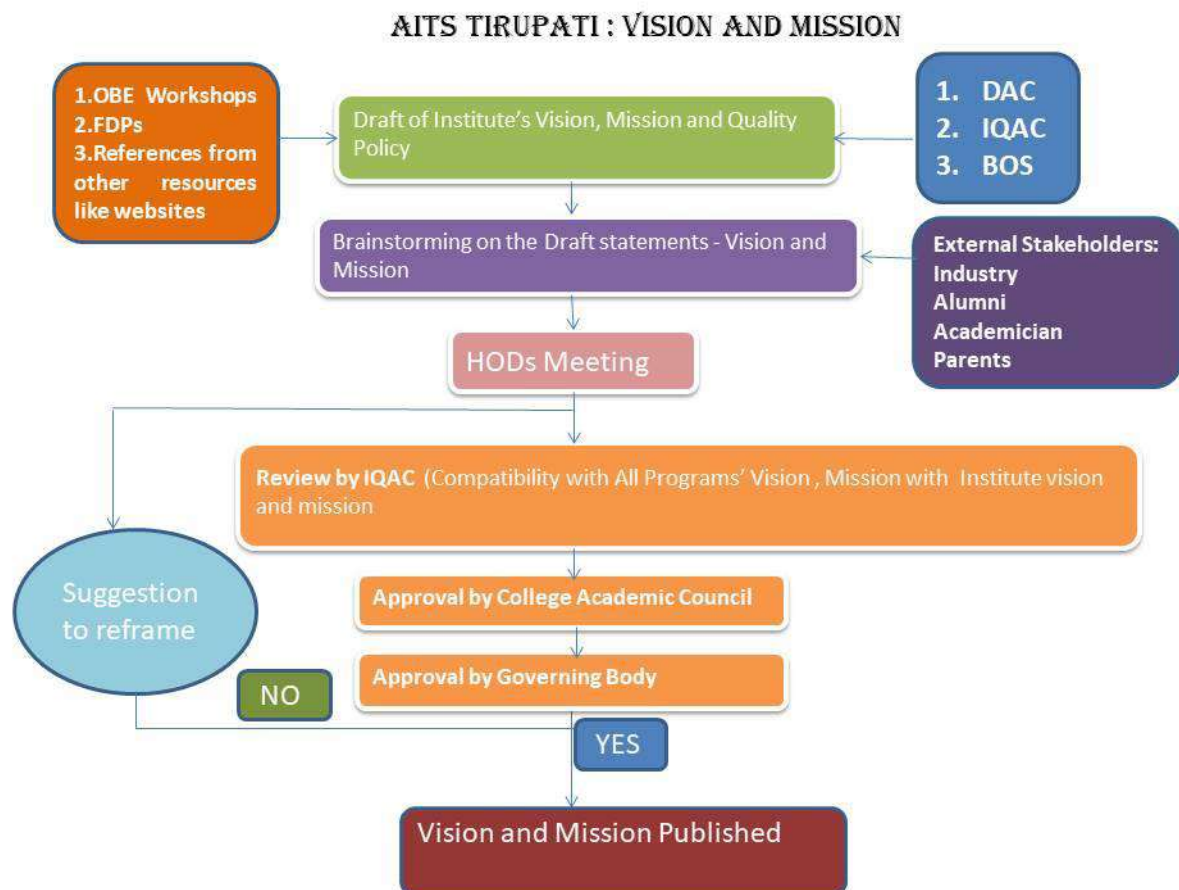 AITS TIRUPATI : VISION AND MISSION
1.OBE Workshops
2.FDPs
3.References from
other resources
like websites
Draft of Institute's Vision, Mission and Quality
Policy
1. DAC
2. IQAC
3. BOS
Brainstorming on the Draft statements - Vision and
Mission
External Stakeholders:
Industry
Alumni
Academician
Parents
HODs Meeting
Review by IQAC (Compatibility with All Programs' Vision , Mission with Institute vision
and mission
Suggestion
to reframe
Approval by College Academic Council
Approval by Governing Body
NO
YES
Vision and Mission Published